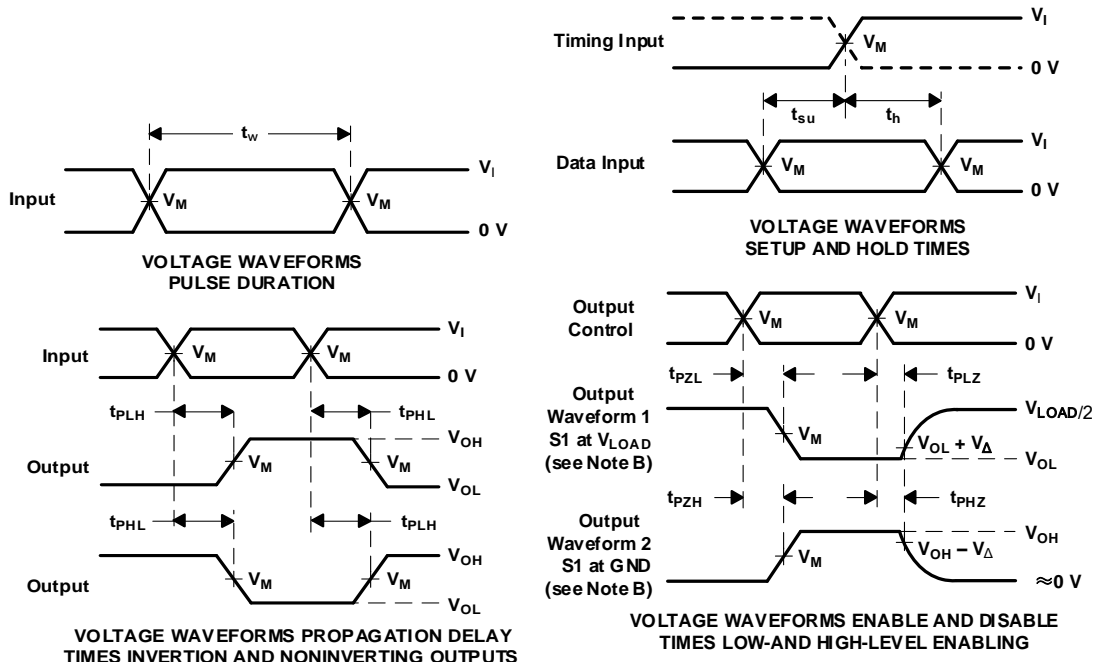 t_w
Input
V_I
V_M
V_M
0 V
VOLTAGE WAVEFORMS
PULSE DURATION
Timing Input
V_I
V_M
0 V
t_su
t_h
Data Input
V_I
V_M
V_M
0 V
VOLTAGE WAVEFORMS
SETUP AND HOLD TIMES
Input
V_I
V_M
V_M
0 V
t_PLH
t_PHL
Output
V_OH
V_M
V_M
V_OL
t_PHL
t_PLH
Output
V_OH
V_M
V_M
V_OL
VOLTAGE WAVEFORMS PROPAGATION DELAY
TIMES INVERTION AND NONINVERTING OUTPUTS
Output
Control
V_I
V_M
V_M
0 V
t_PZL
t_PLZ
Output
Waveform 1
S1 at V_LOAD
(see Note B)
V_LOAD/2
V_M
V_OL + V_Δ
V_OL
t_PZH
t_PHZ
Output
Waveform 2
S1 at GND
(see Note B)
V_OH
V_M
V_OH − V_Δ
≈0 V
VOLTAGE WAVEFORMS ENABLE AND DISABLE
TIMES LOW-AND HIGH-LEVEL ENABLING